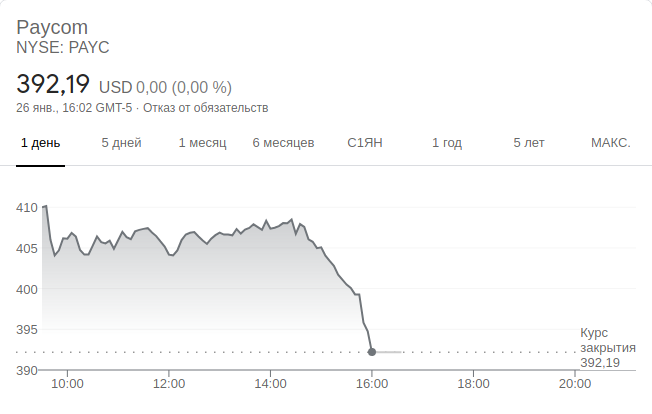 Paycom
NYSE: PAYC
392,19 USD 0,00 (0,00 %)
26 янв., 16:02 GMT-5 · Отказ от обязательств
1 день 5 дней 1 месяц 6 месяцев С1ЯН 1 год 5 лет МАКС.
410
405
400
395
Курс
закрытия
392,19
390
10:00 12:00 14:00 16:00 18:00 20:00